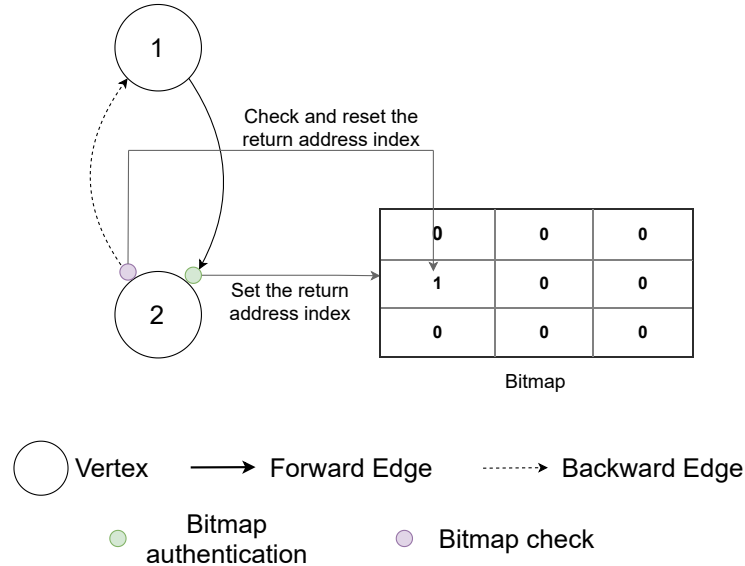 1
Check and reset the
return address index
0 0 0
1 0 0
0 0 0
Set the return
address index
2
Bitmap
Vertex
Forward Edge
Backward Edge
Bitmap
authentication
Bitmap check